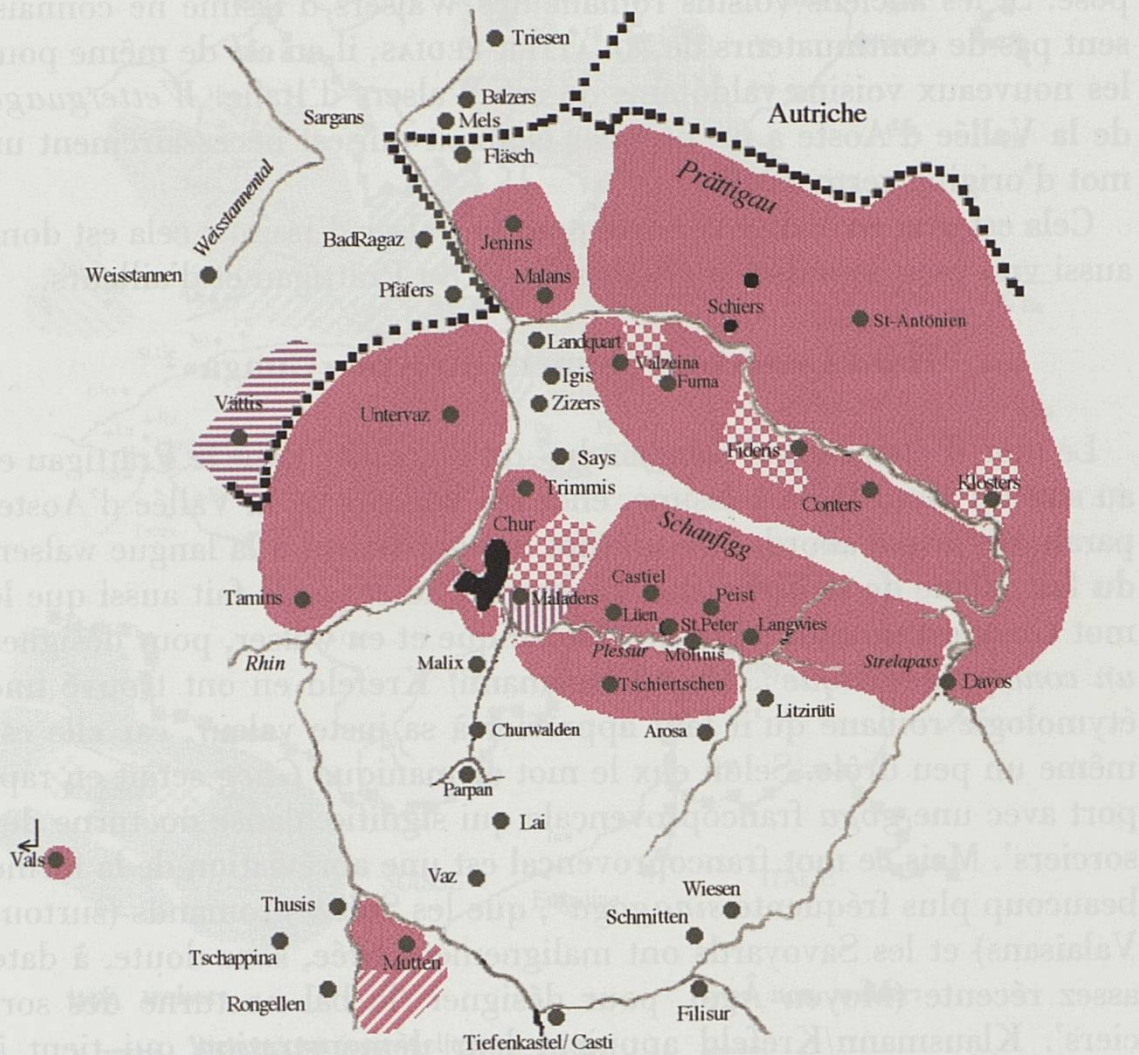 Triesen
Balzers
Sargans
Mels
Autriche
Fläsch
Prättigau
Weisstannental
BadRagaz
Jenins
Weisstannen
Malans
Pfäfers
Schiers
St-Antönien
Landquart
Valzeina
Igis
Furna
Vättis
Zizers
Untervaz
Says
Fideris
Klosters
Trimmis
Conters
Chur
Schanfigg
Castiel
Tamins
Maladers
Peist
Lüen
St.Peter
Langwies
Rhin
Malix
Plessur
Molinis
Strelapass
Tschiertschen
Davos
Litzirüti
Churwalden
Arosa
Parpan
Lai
Vals
Vaz
Wiesen
Thusis
Schmitten
Tschappina
Mutten
Rongellen
Filisur
Tiefenkastel/ Casti